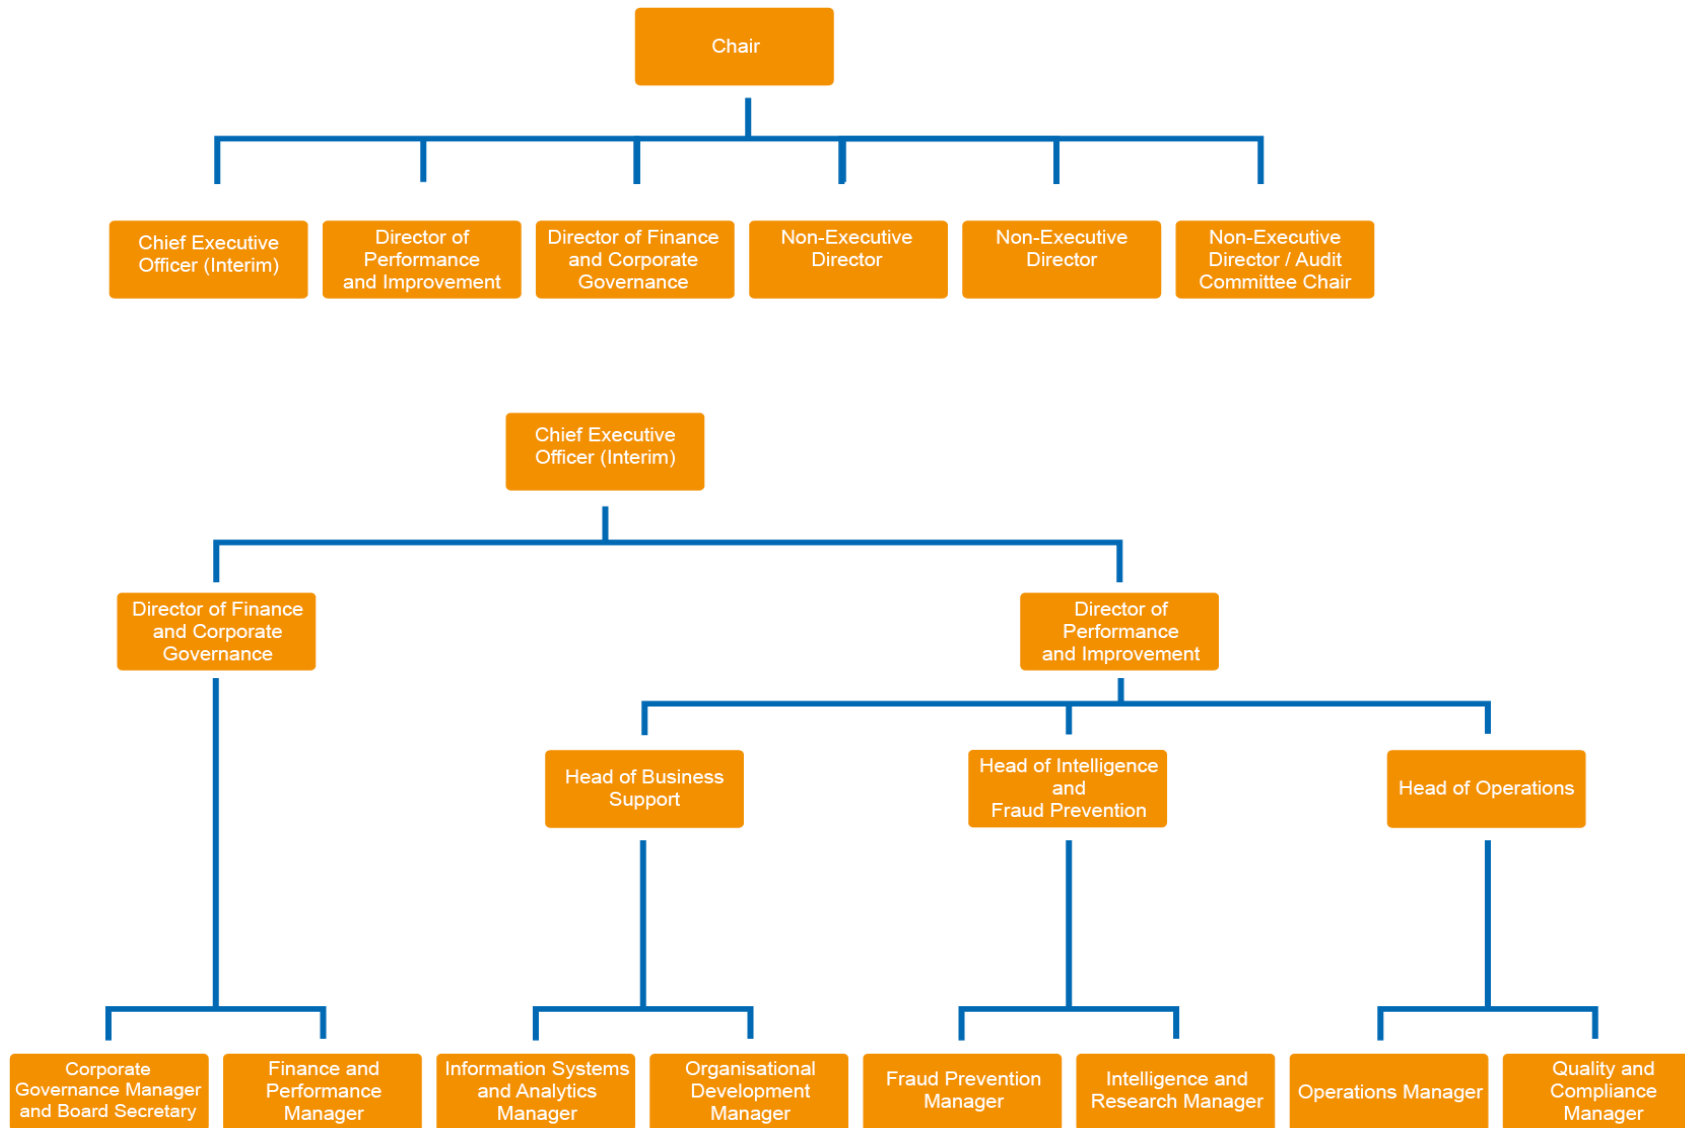 Chair
Chief Executive
Officer (Interim)
Director of
Performance
and Improvement
Director of Finance
and Corporate
Governance
Non-Executive
Director
Non-Executive
Director
Non-Executive
Director / Audit
Committee Chair
Chief Executive
Officer (Interim)
Director of Finance
and Corporate
Governance
Director of
Performance
and Improvement
Head of Business
Support
Head of Intelligence
and
Fraud Prevention
Head of Operations
Corporate
Governance Manager
and Board Secretary
Finance and
Performance
Manager
Information Systems
and Analytics
Manager
Organisational
Development
Manager
Fraud Prevention
Manager
Intelligence and
Research Manager
Operations Manager
Quality and
Compliance
Manager